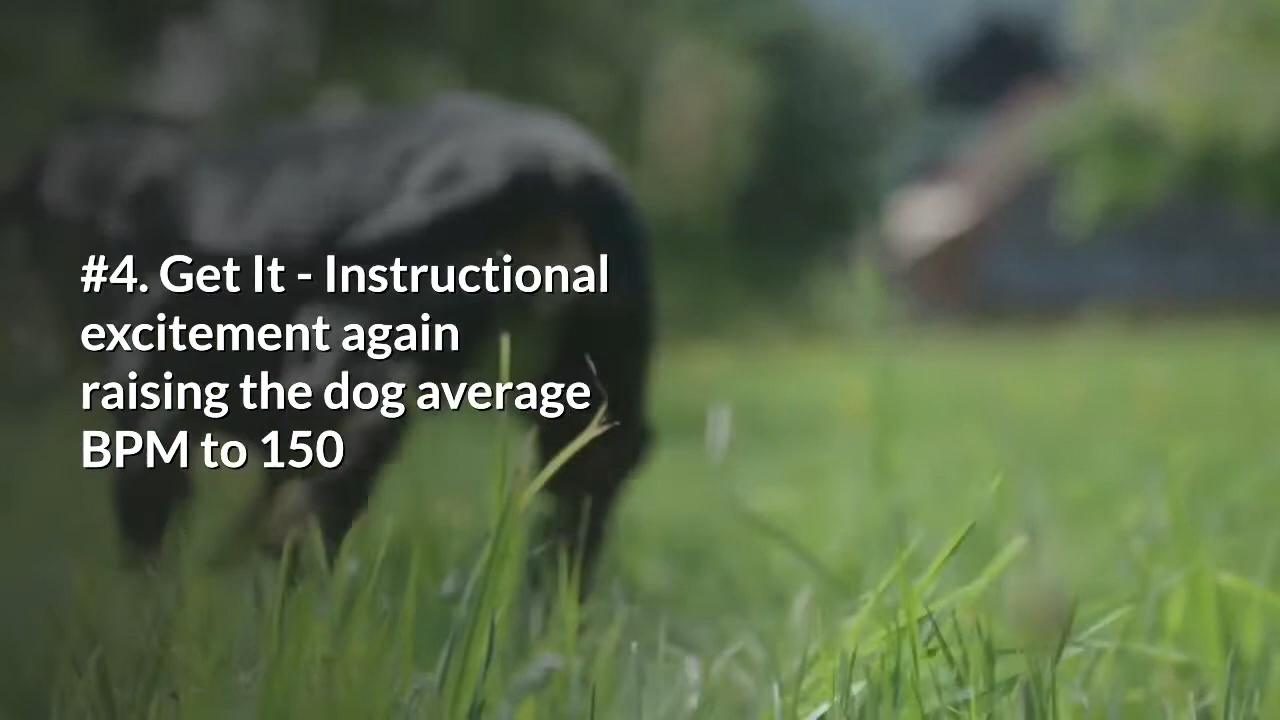 #4. Get It - Instructional
excitement again
raising the dog average
BPM to 150